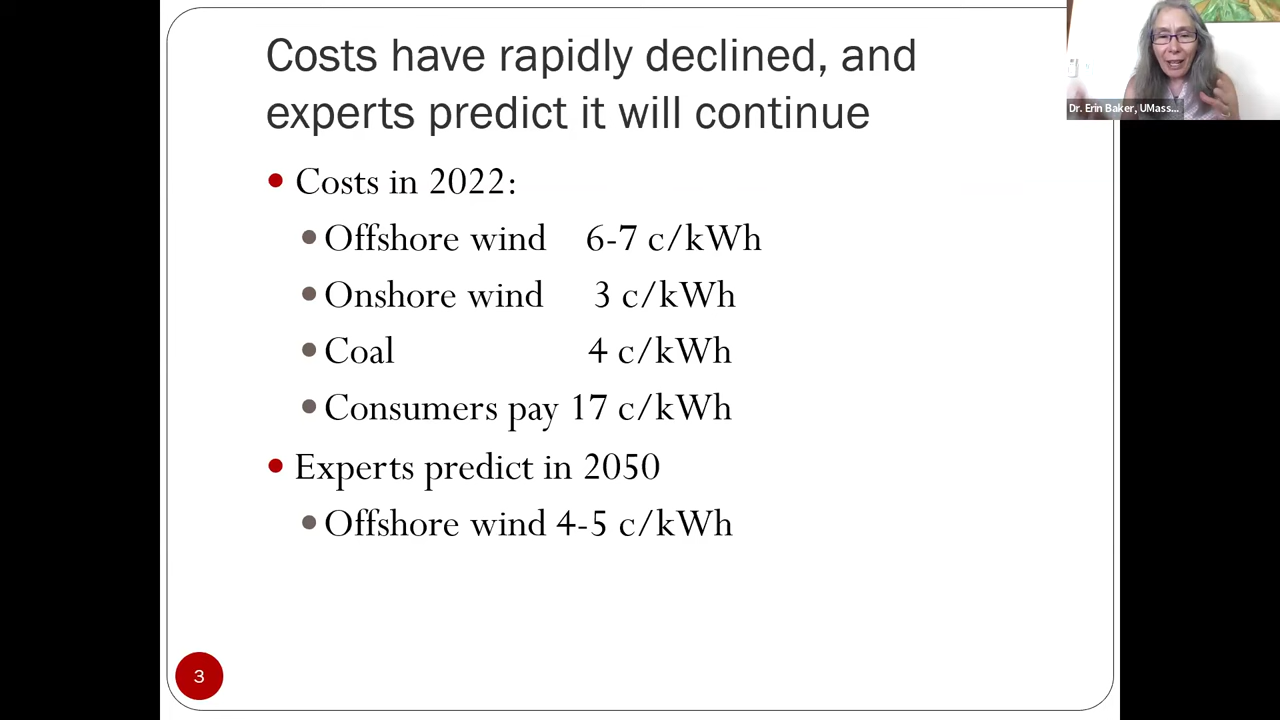 Costs have rapidly declined, and
experts predict it will continue
Dr. Erin Baker, UMass...
• Costs in 2022:
• Offshore wind 6-7 c/kWh
• Onshore wind 3 c/kWh
• Coal 4 c/kWh
• Consumers pay 17 c/kWh
• Experts predict in 2050
• Offshore wind 4-5 c/kWh
3